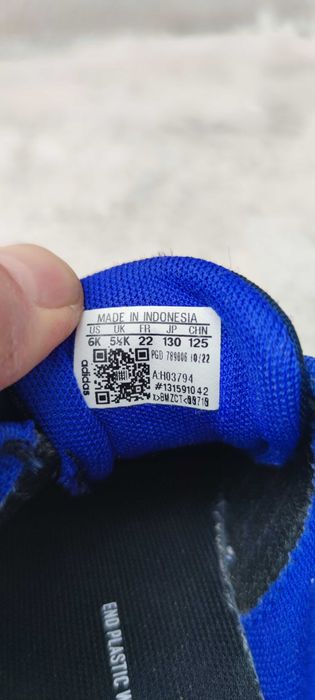 MADE IN INDONESIA
US UK FR JP CHN
6K 5½K 22 130 125
PGD 789006 10/22
adidas
A:H03794
#131591042
END PLASTIC